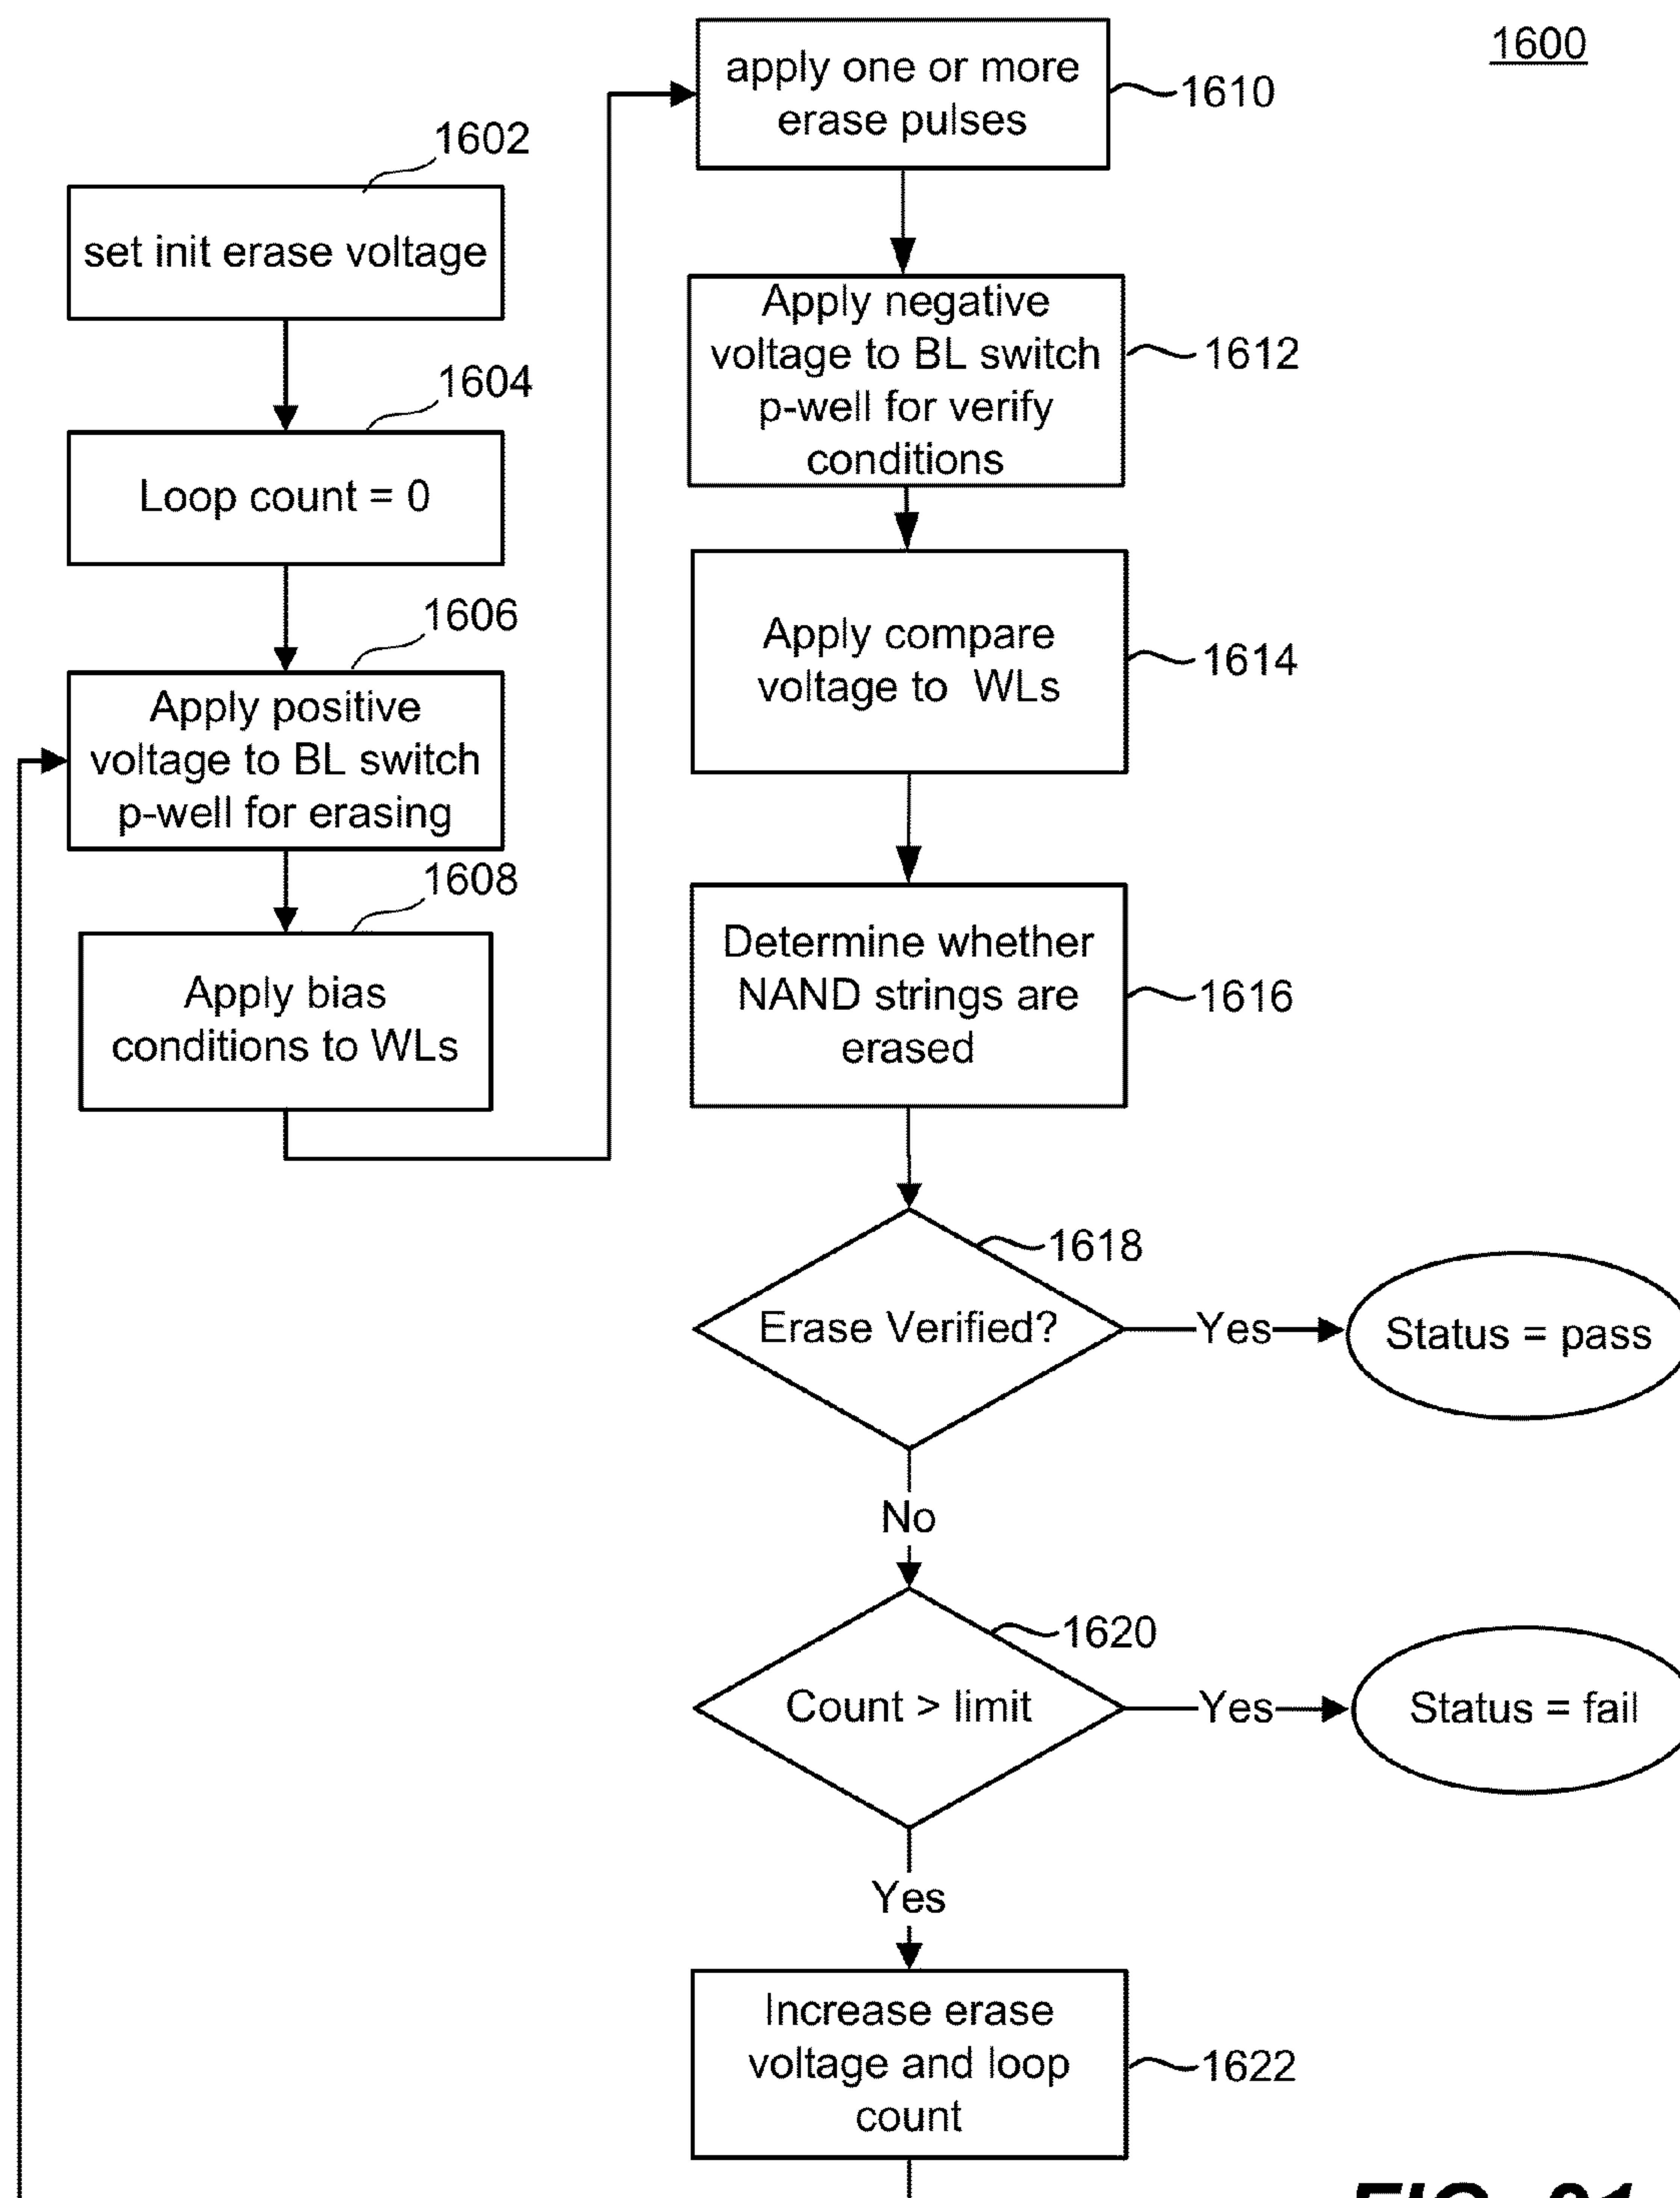 1600
1602
set init erase voltage
1604
Loop count = 0
1606
Apply positive
voltage to BL switch
p-well for erasing
1608
Apply bias
conditions to WLs
apply one or more
erase pulses
1610
Apply negative
voltage to BL switch
p-well for verify
conditions
1612
Apply compare
voltage to WLs
1614
Determine whether
NAND strings are
erased
1616
1618
Erase Verified?
Yes
Status = pass
No
1620
Count > limit
Yes
Status = fail
Yes
Increase erase
voltage and loop
count
1622